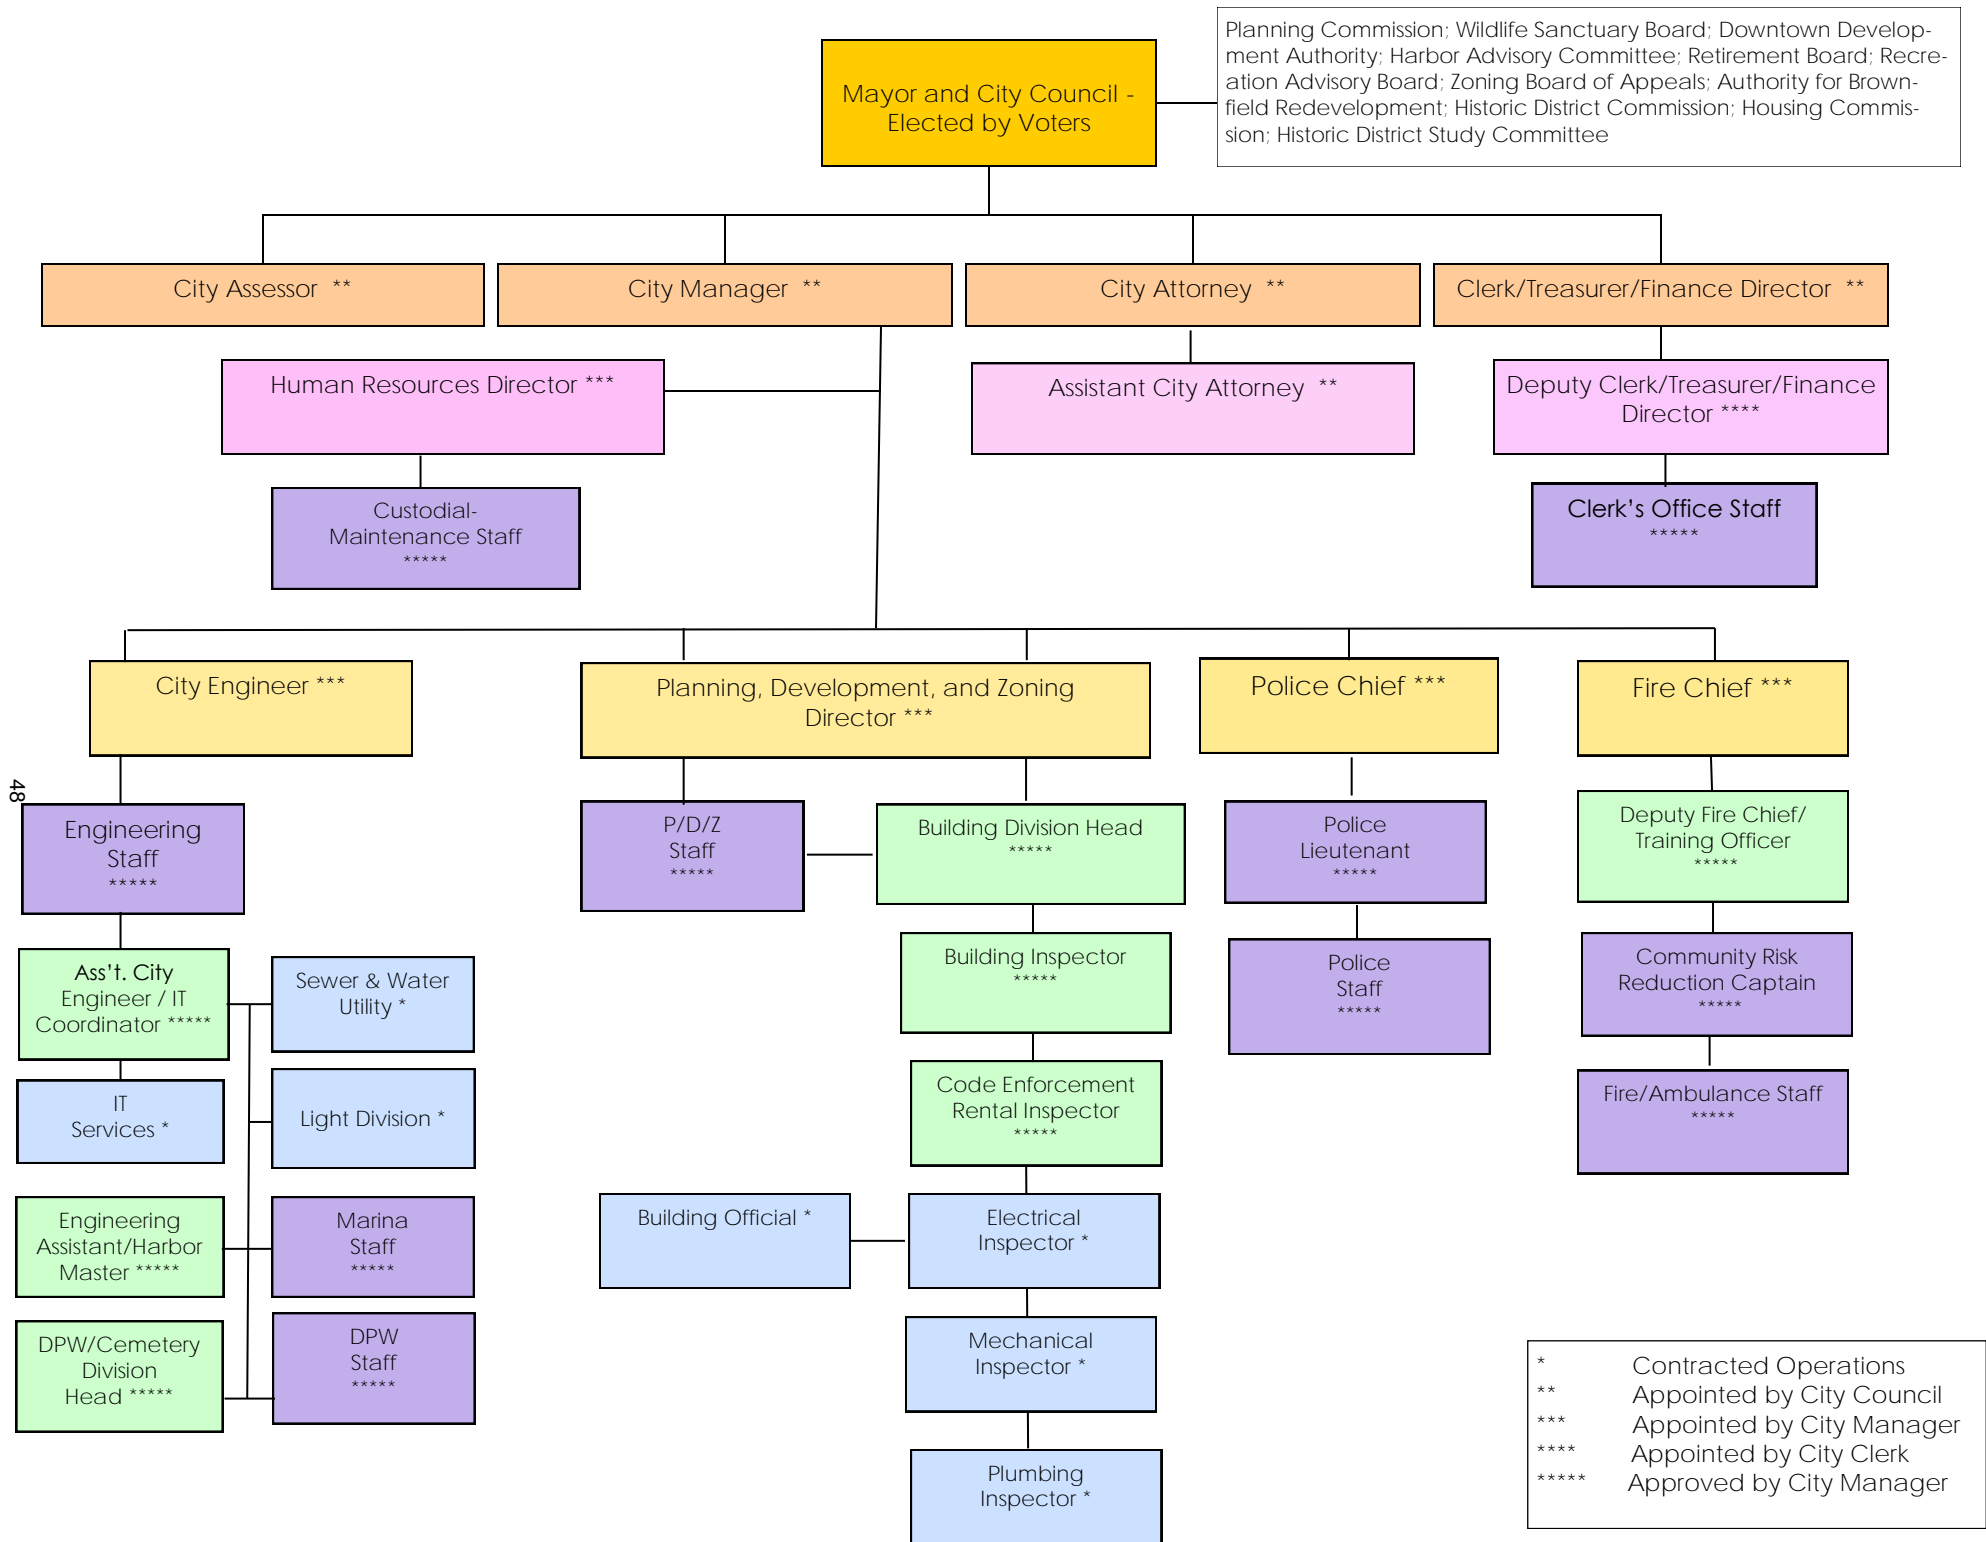 Planning Commission; Wildlife Sanctuary Board; Downtown Develop-
ment Authority; Harbor Advisory Committee; Retirement Board; Recre-
ation Advisory Board; Zoning Board of Appeals; Authority for Brown-
field Redevelopment; Historic District Commission; Housing Commis-
sion; Historic District Study Committee
Mayor and City Council -
Elected by Voters
City Assessor **
City Manager **
City Attorney **
Clerk/Treasurer/Finance Director **
Human Resources Director ***
Assistant City Attorney **
Deputy Clerk/Treasurer/Finance
Director ****
Custodial-
Maintenance Staff
*****
Clerk's Office Staff
*****
City Engineer ***
Planning, Development, and Zoning
Director ***
Police Chief ***
Fire Chief ***
48
Engineering
Staff
*****
P/D/Z
Staff
*****
Building Division Head
*****
Police
Lieutenant
*****
Deputy Fire Chief/
Training Officer
*****
Ass't. City
Engineer / IT
Coordinator *****
Sewer & Water
Utility *
Building Inspector
*****
Police
Staff
*****
Community Risk
Reduction Captain
*****
IT
Services *
Light Division *
Code Enforcement
Rental Inspector
*****
Fire/Ambulance Staff
*****
Engineering
Assistant/Harbor
Master *****
Marina
Staff
*****
Building Official *
Electrical
Inspector *
DPW/Cemetery
Division
Head *****
DPW
Staff
*****
Mechanical
Inspector *
Plumbing
Inspector *
* Contracted Operations
** Appointed by City Council
*** Appointed by City Manager
**** Appointed by City Clerk
***** Approved by City Manager